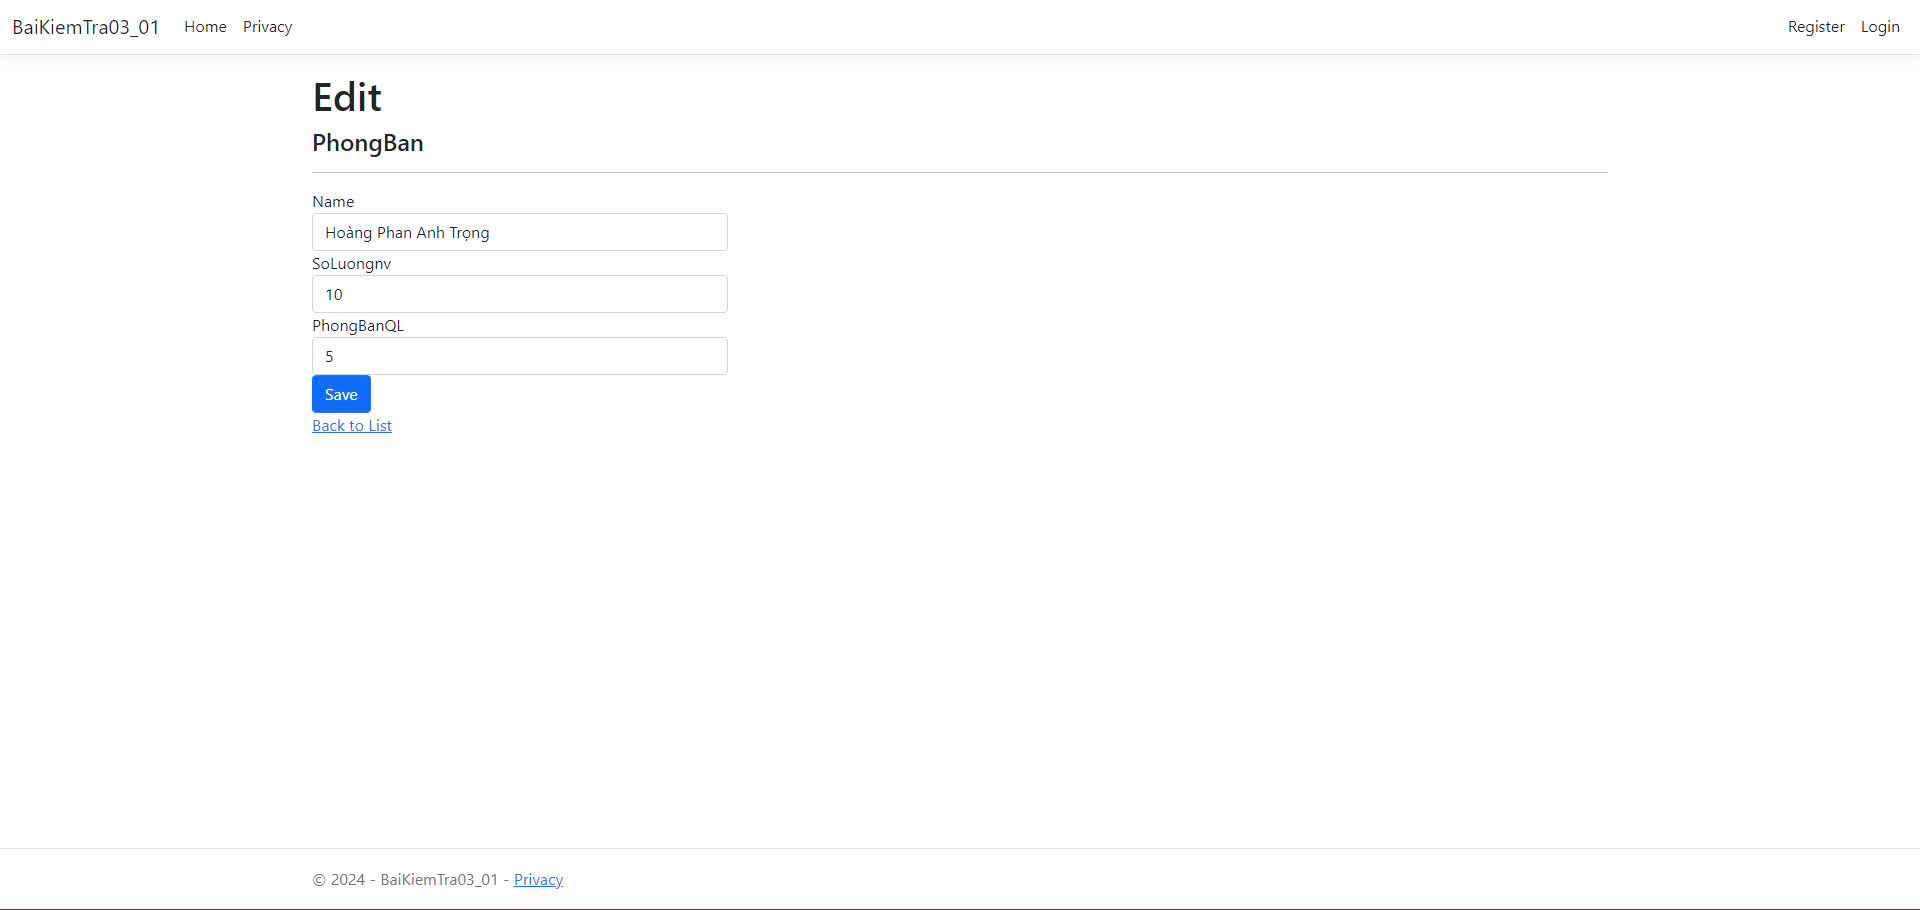 BaiKiemTra03_01 Home Privacy Register Login
Edit
PhongBan
Name
Hoàng Phan Anh Trọng
SoLuongnv
10
PhongBanQL
5
Save
Back to List
© 2024 - BaiKiemTra03_01 - Privacy